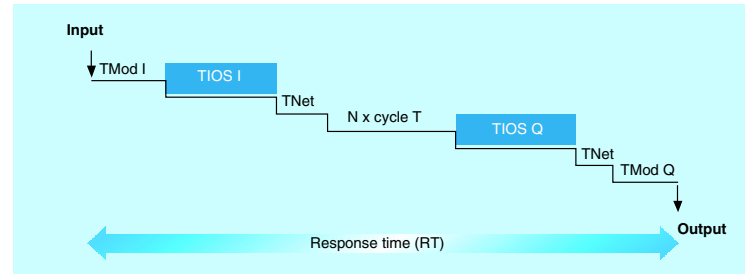 Input
TMod I
TIOS I
TNet
N x cycle T
TIOS Q
TNet
TMod Q
Output
Response time (RT)